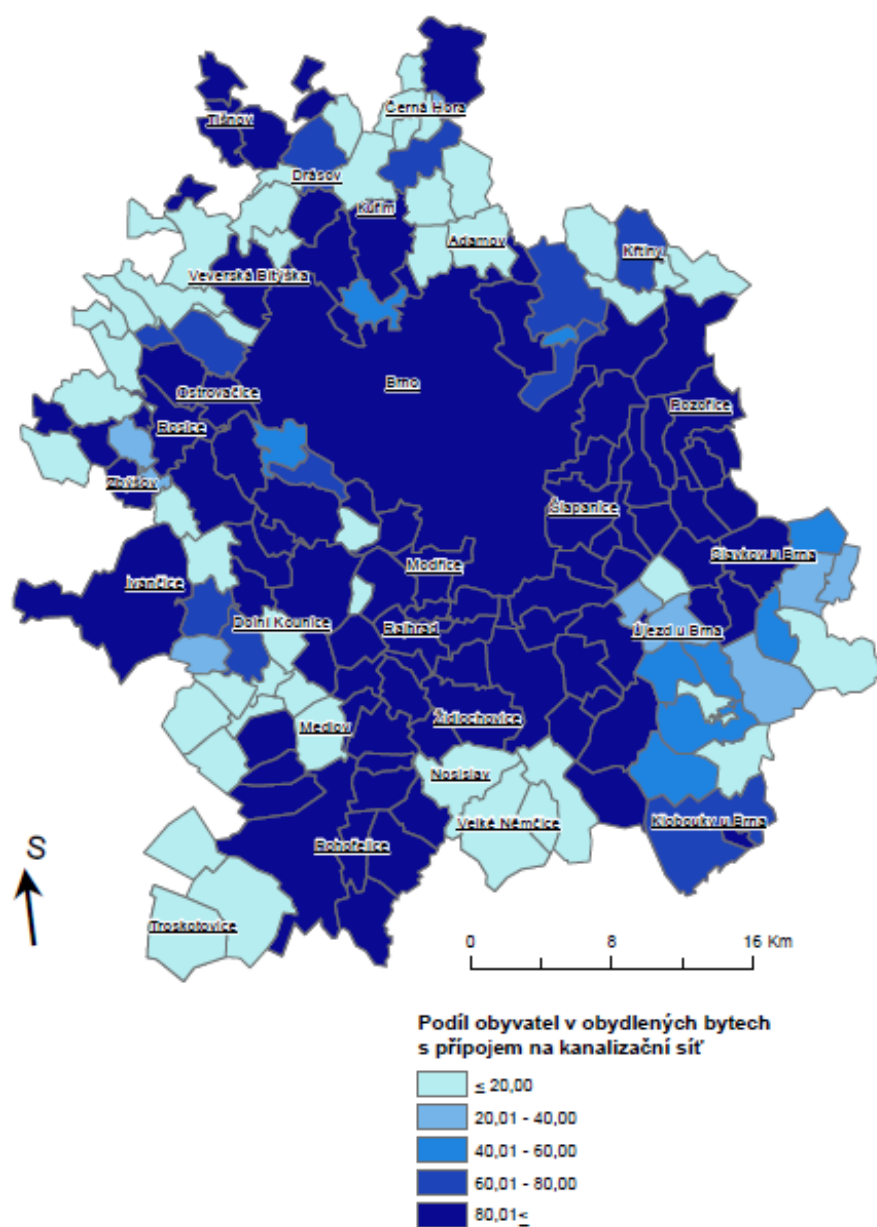 Černá Hora
Tišnov
Drásov
Kuřim
Adamov
Křtiny
Veverská Bítýška
Brno
Ostrovačice
Rozořice
Rosice
Zbýšov
Šlapanice
Slavkov u Brna
Modřice
Ivančice
Dolní Kounice
Rajhrad
Újezd u Brna
Medlov
Židlochovice
Nosislav
Velké Němčice
Klobouky u Brna
Pohořelice
S
Troskotovice
0 8 16 Km
Podíl obyvatel v obydlených bytech
s přípojem na kanalizační síť
≤ 20,00
20,01 - 40,00
40,01 - 60,00
60,01 - 80,00
80,01≤